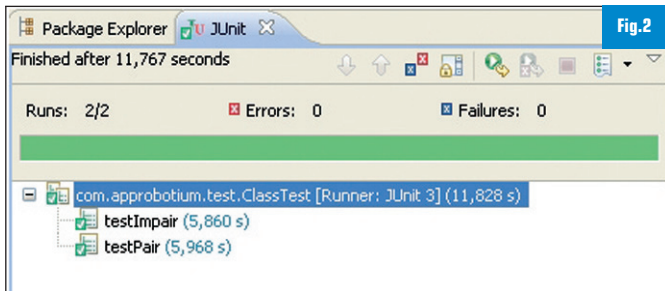 Package Explorer JUnit
Fig.2
Finished after 11,767 seconds
Runs: 2/2 Errors: 0 Failures: 0
com.approbotium.test.ClassTest [Runner: JUnit 3] (11,828 s)
testImpair (5,860 s)
testPair (5,968 s)